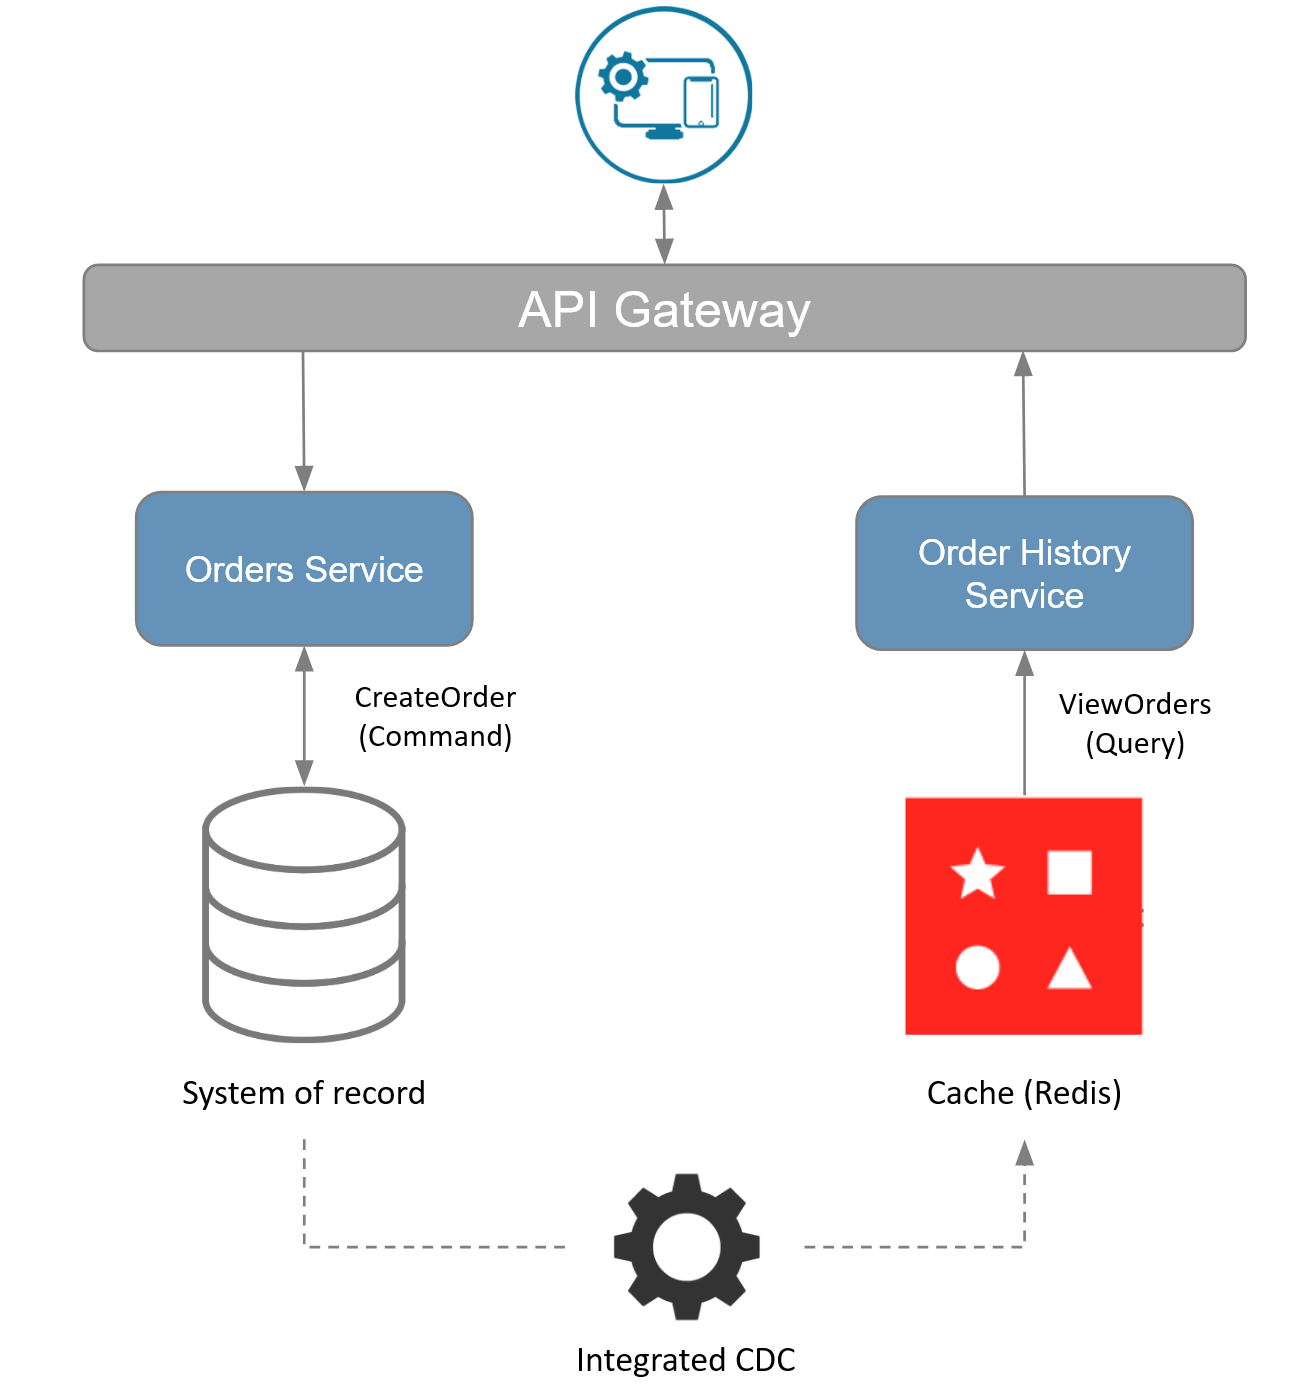 API Gateway
Orders Service
Order History
Service
CreateOrder
(Command)
ViewOrders
(Query)
System of record
Cache (Redis)
Integrated CDC